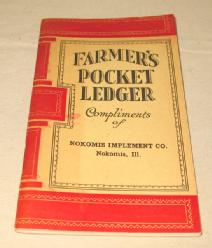 FARMER'S
POCKET
LEDGER
Compliments
of
NOKOMIS IMPLEMENT CO.
Nokomis, Ill.